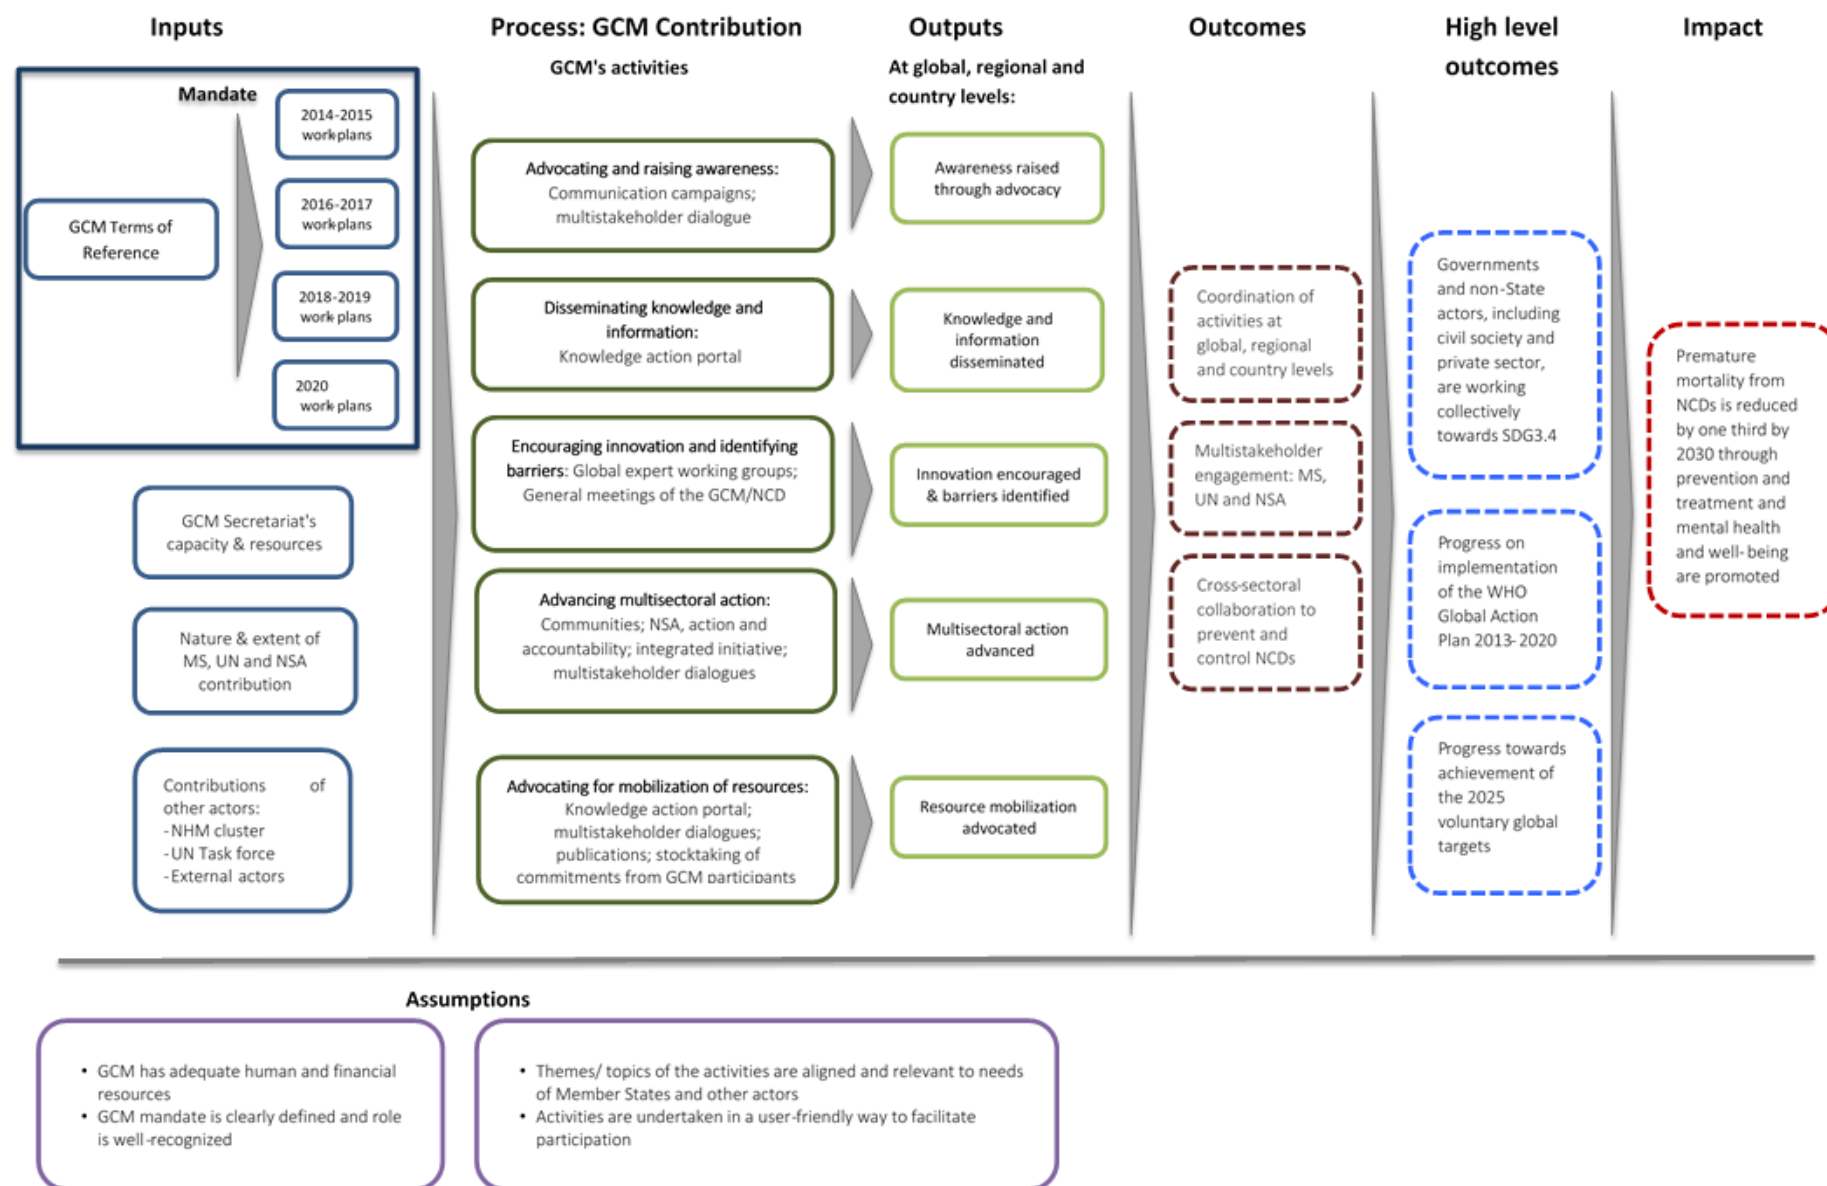 Inputs
Process: GCM Contribution
Outputs
Outcomes
High level
outcomes
Impact
GCM's activities
At global, regional and
country levels:
Mandate
GCM Terms of
Reference
2014-2015
work plans
2016-2017
work plans
2018-2019
work plans
2020
work plans
GCM Secretariat's
capacity & resources
Nature & extent of
MS, UN and NSA
contribution
Contributions of
other actors:
-NHM cluster
-UN Task force
-External actors
Advocating and raising awareness:
Communication campaigns;
multistakeholder dialogue
Disseminating knowledge and
information:
Knowledge action portal
Encouraging innovation and identifying
barriers: Global expert working groups;
General meetings of the GCM/NCD
Advancing multisectoral action:
Communities; NSA, action and
accountability; integrated initiative;
multistakeholder dialogues
Advocating for mobilization of resources:
Knowledge action portal;
multistakeholder dialogues;
publications; stocktaking of
commitments from GCM participants
Awareness raised
through advocacy
Knowledge and
information
disseminated
Innovation encouraged
& barriers identified
Multisectoral action
advanced
Resource mobilization
advocated
Coordination of
activities at
global, regional
and country levels
Multistakeholder
engagement: MS,
UN and NSA
Cross-sectoral
collaboration to
prevent and
control NCDs
Governments
and non-State
actors, including
civil society and
private sector,
are working
collectively
towards SDG3.4
Progress on
implementation
of the WHO
Global Action
Plan 2013-2020
Progress towards
achievement of
the 2025
voluntary global
targets
Premature
mortality from
NCDs is reduced
by one third by
2030 through
prevention and
treatment and
mental health
and well-being
are promoted
Assumptions
• GCM has adequate human and financial
resources
• GCM mandate is clearly defined and role
is well-recognized
• Themes/ topics of the activities are aligned and relevant to needs
of Member States and other actors
• Activities are undertaken in a user-friendly way to facilitate
participation